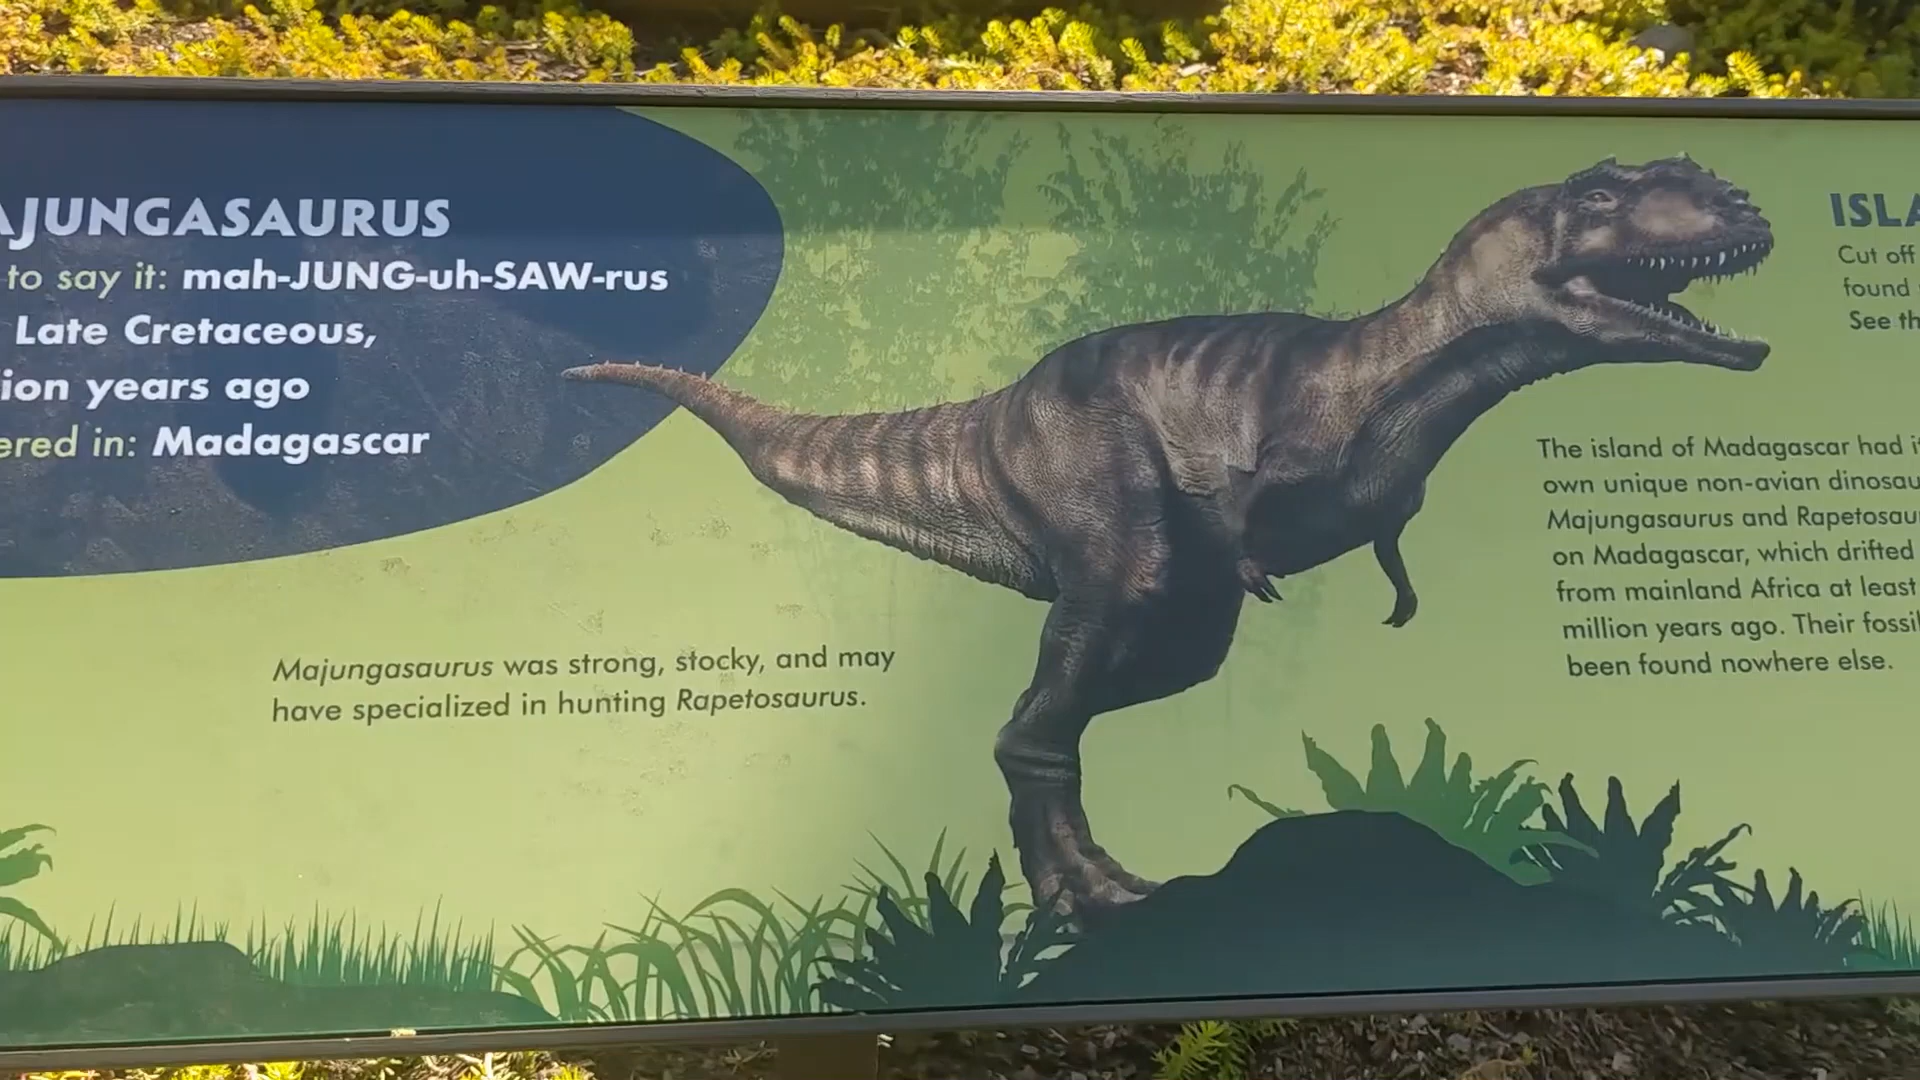 AJUNGASAURUS
to say it: mah-JUNG-uh-SAW-rus
Late Cretaceous,
ion years ago
ered in: Madagascar
Majungasaurus was strong, stocky, and may
have specialized in hunting Rapetosaurus.
ISLA
Cut off
found
See th
The island of Madagascar had it
own unique non-avian dinosau
Majungasaurus and Rapetosau
on Madagascar, which drifted
from mainland Africa at least
million years ago. Their fossil
been found nowhere else.